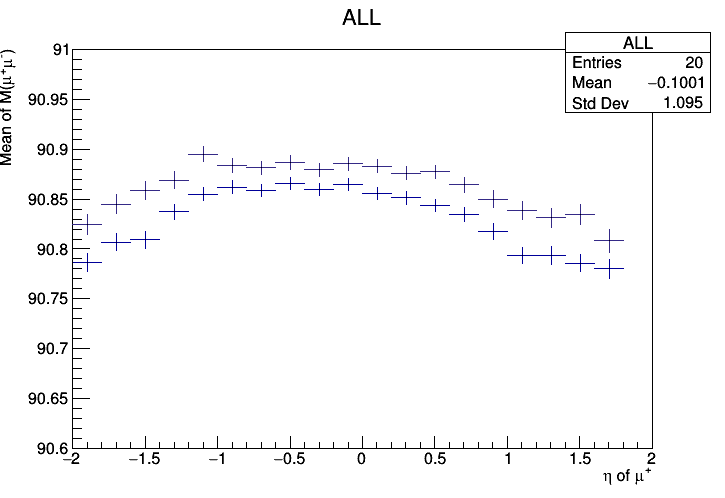 ALL
ALL
Entries 20
Mean −0.1001
Std Dev 1.095
Mean of M(μ⁺μ⁻)
91
90.95
90.9
90.85
90.8
90.75
90.7
90.65
90.6
−2 −1.5 −1 −0.5 0 0.5 1 1.5 2
η of μ⁺